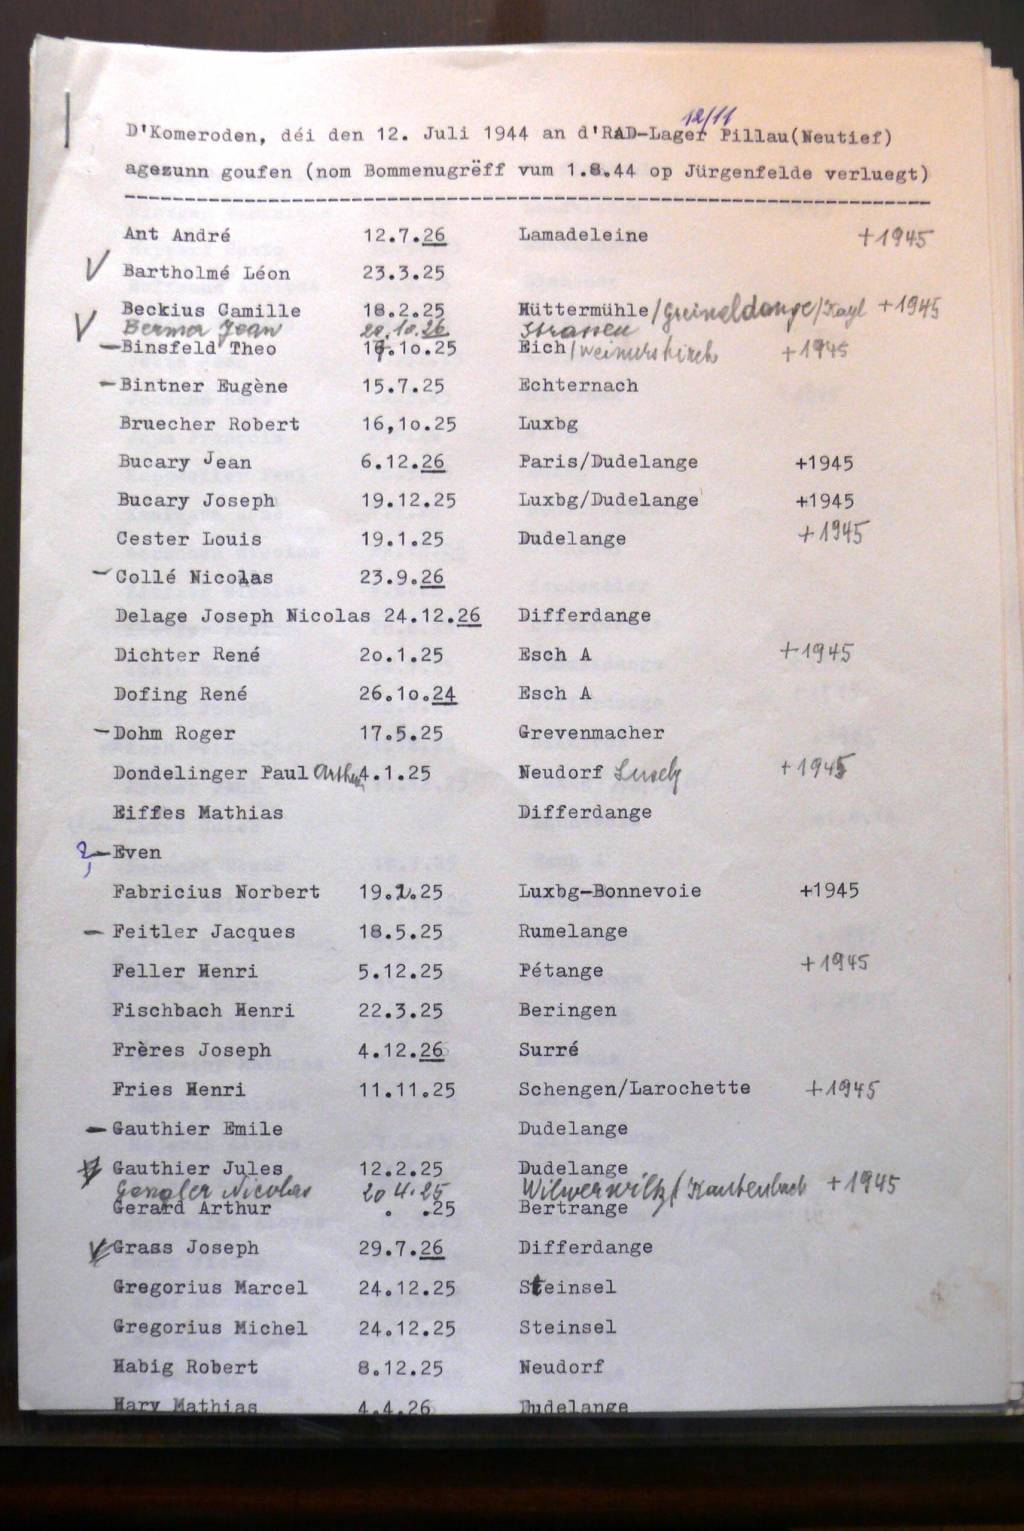 12/11
D'Komeroden, déi den 12. Juli 1944 an d'RAD-Lager Pillau(Neutief)
agezunn goufen (nom Bommenugrëff vum 1.8.44 op Jürgenfelde verluegt)
Ant André 12.7.26 Lamadeleine +1945
V Bartholmé Léon 23.3.25
Beckius Camille 18.2.25 Hüttermühle/Greiveldange/Kayl +1945
V Bermer Jean 20.10.26 Strassen
— Binsfeld Theo 17.10.25 Eich/Weimerskirch +1945
— Bintner Eugène 15.7.25 Echternach
Bruecher Robert 16,10.25 Luxbg
Bucary Jean 6.12.26 Paris/Dudelange +1945
Bucary Joseph 19.12.25 Luxbg/Dudelange +1945
Cester Louis 19.1.25 Dudelange +1945
— Collé Nicolas 23.9.26
Delage Joseph Nicolas 24.12.26 Differdange
Dichter René 20.1.25 Esch A +1945
Dofing René 26.10.24 Esch A
— Dohm Roger 17.5.25 Grevenmacher
Dondelinger Paul Arthur 4.1.25 Neudorf +1945
Eiffes Mathias Differdange
? — Even
Fabricius Norbert 19.2.25 Luxbg-Bonnevoie +1945
— Feitler Jacques 18.5.25 Rumelange
Feller Henri 5.12.25 Pétange +1945
Fischbach Henri 22.3.25 Beringen
Frères Joseph 4.12.26 Surré
Fries Henri 11.11.25 Schengen/Larochette +1945
— Gauthier Emile Dudelange
Gauthier Jules 12.2.25 Dudelange
Gengler Nicolas 20 4.25 Wilwerwiltz/Kautenbach +1945
Gerard Arthur . .25 Bertrange
V Grass Joseph 29.7.26 Differdange
Gregorius Marcel 24.12.25 Steinsel
Gregorius Michel 24.12.25 Steinsel
Habig Robert 8.12.25 Neudorf
Hary Mathias 4.4.26 Dudelange